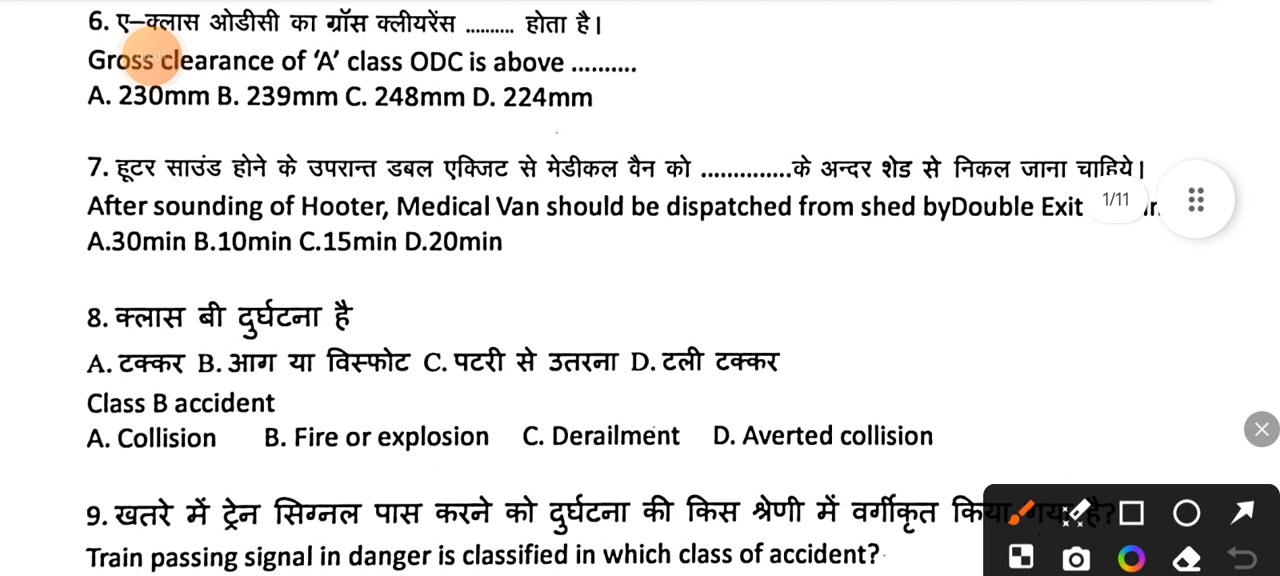 6. ए–क्लास ओडीसी का ग्रॉस क्लीयरेंस .......... होता है।
Gross clearance of ‘A’ class ODC is above ..........
A. 230mm B. 239mm C. 248mm D. 224mm
7. हूटर साउंड होने के उपरान्त डबल एक्जिट से मेडीकल वैन को ..............के अन्दर शेड से निकल जाना चाहिये।
After sounding of Hooter, Medical Van should be dispatched from shed byDouble Exit
1/11
A.30min B.10min C.15min D.20min
8. क्लास बी दुर्घटना है
A. टक्कर B. आग या विस्फोट C. पटरी से उतरना D. टली टक्कर
Class B accident
A. Collision B. Fire or explosion C. Derailment D. Averted collision
9. खतरे में ट्रेन सिग्नल पास करने को दुर्घटना की किस श्रेणी में वर्गीकृत किया गया है?
Train passing signal in danger is classified in which class of accident?